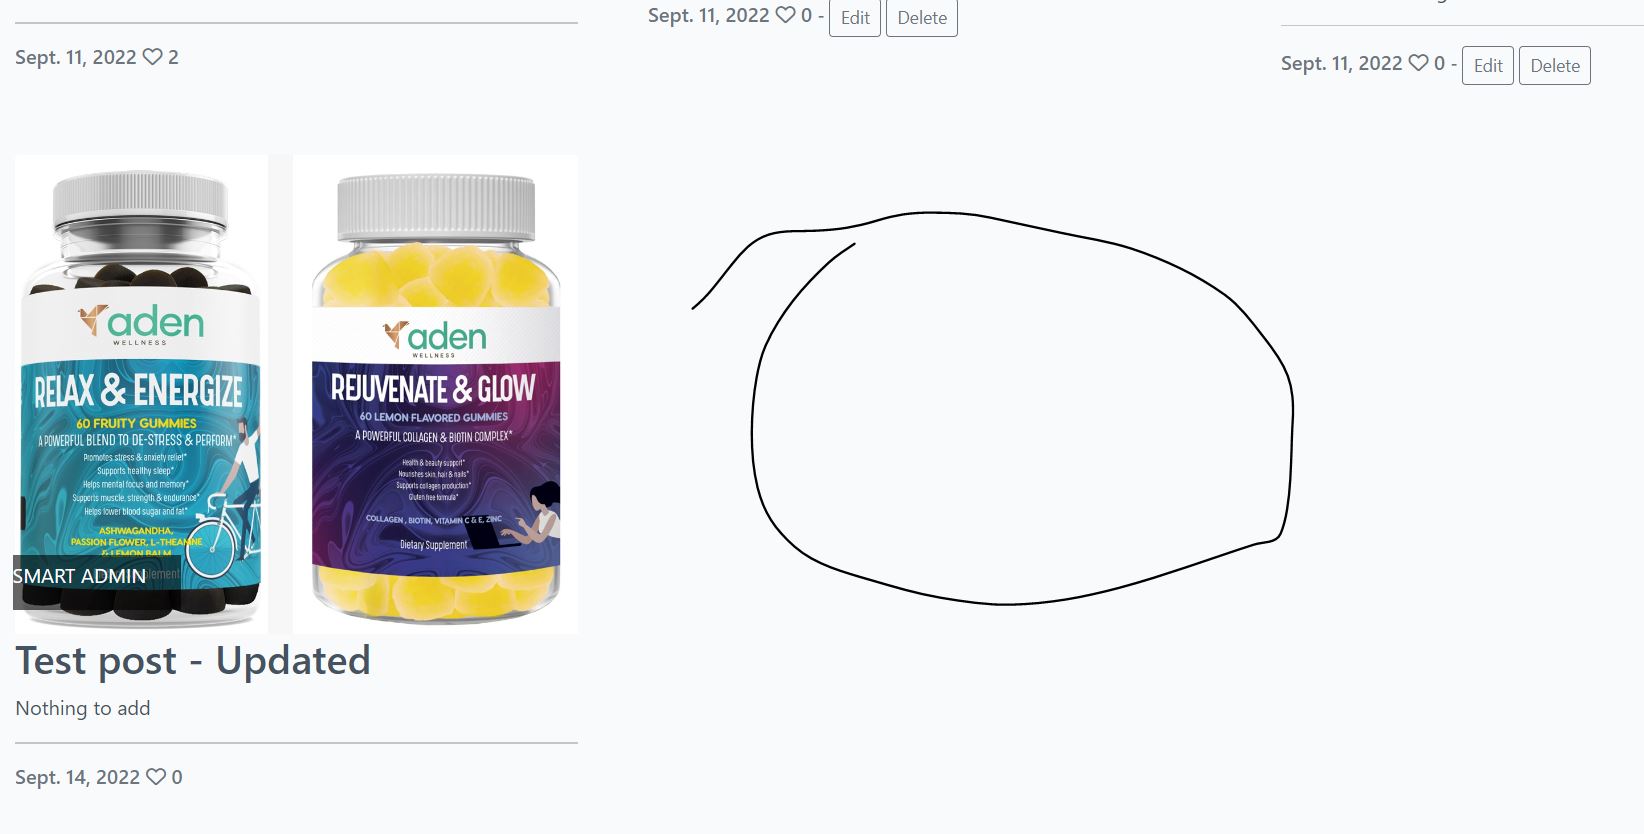 Sept. 11, 2022 ♡ 2
Sept. 11, 2022 ♡ 0 - Edit Delete
Sept. 11, 2022 ♡ 0 - Edit Delete
aden
WELLNESS
RELAX & ENERGIZE
60 FRUITY GUMMIES
A POWERFUL BLEND TO DE-STRESS & PERFORM*
Promotes stress & anxiety relief*
Supports healthy sleep*
Helps mental focus and memory*
Supports muscle, strength & endurance*
Helps lower blood sugar and fat*
ASHWAGANDHA,
PASSION FLOWER, L-THEANINE
& LEMON BALM
SMART ADMIN
aden
WELLNESS
REJUVENATE & GLOW
60 LEMON FLAVORED GUMMIES
A POWERFUL COLLAGEN & BIOTIN COMPLEX*
Health & beauty support*
Nourishes skin, hair & nails*
Supports collagen production*
Gluten free formula*
COLLAGEN, BIOTIN, VITAMIN C & E, ZINC
Dietary Supplement
Test post - Updated
Nothing to add
Sept. 14, 2022 ♡ 0